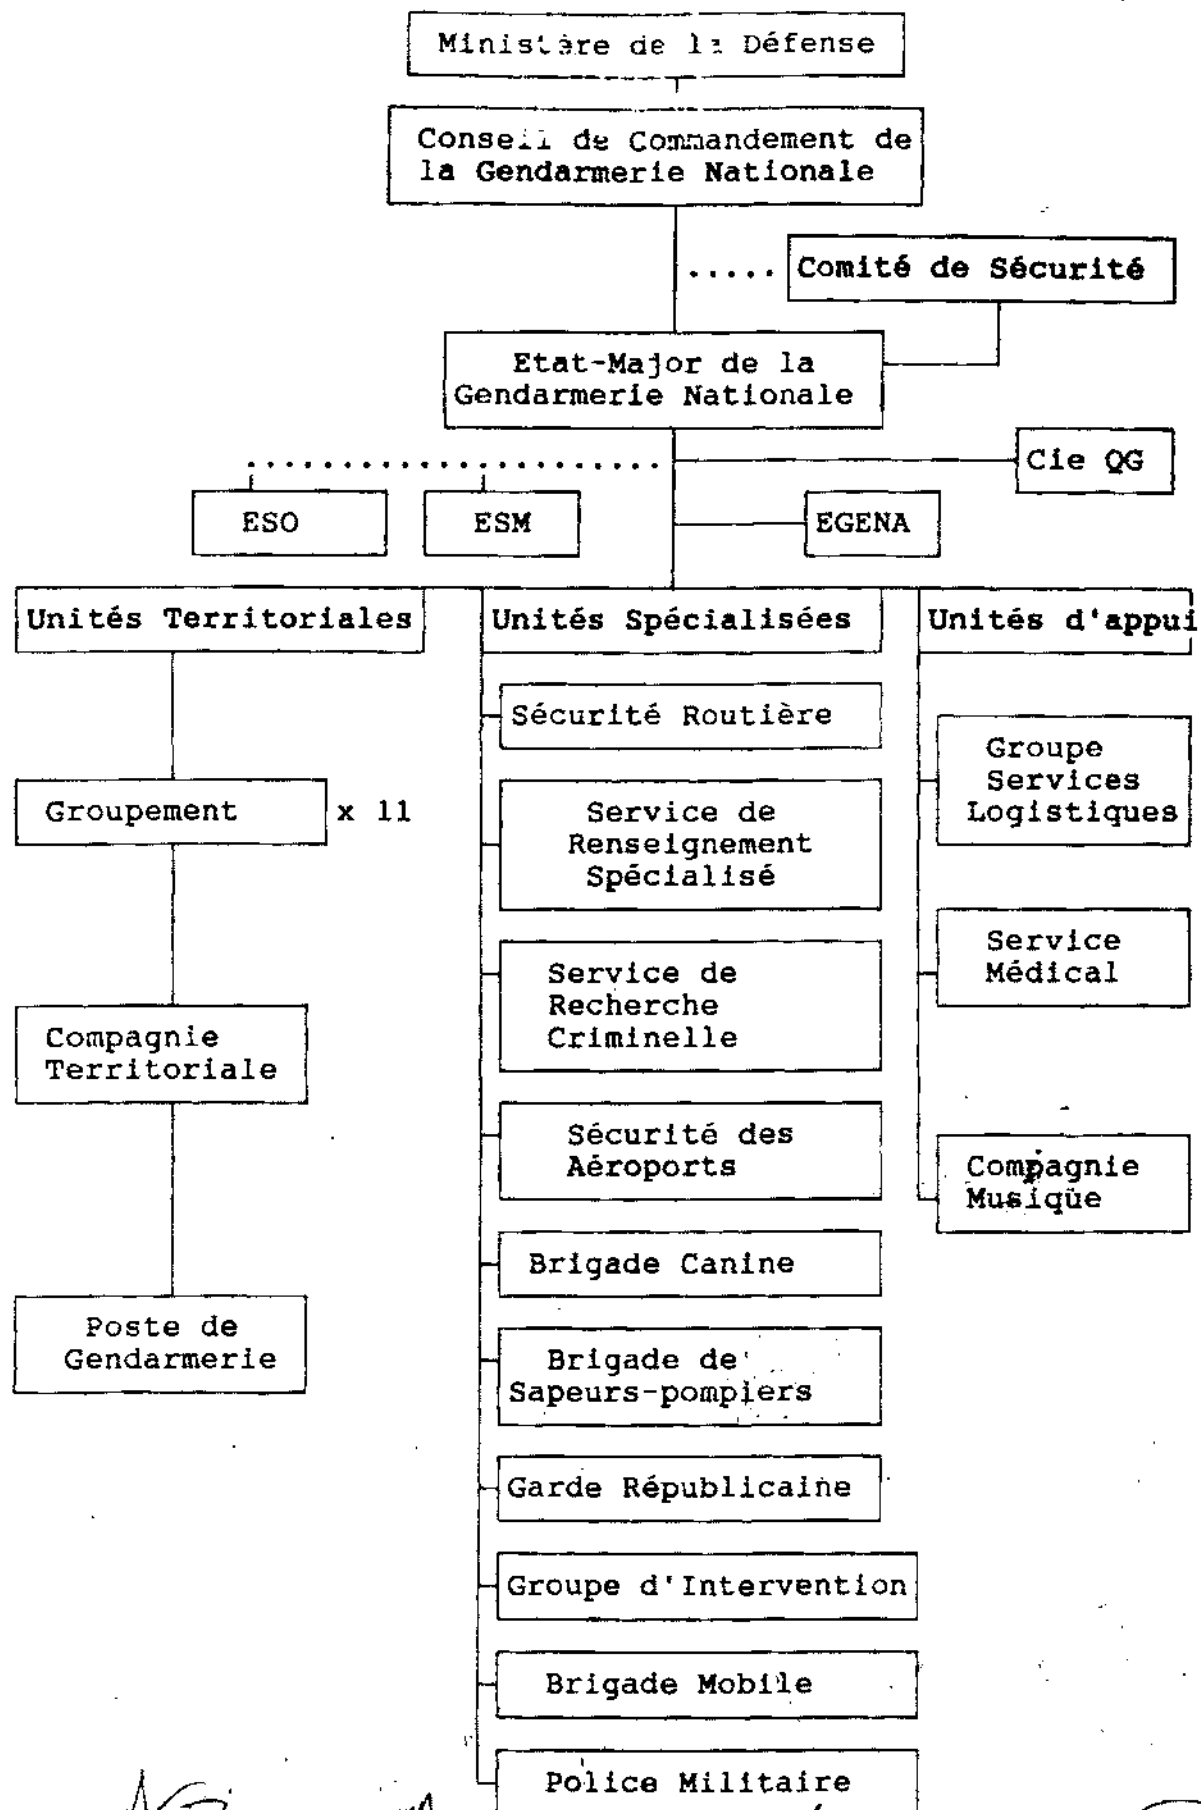 Ministère de la Défense
Conseil de Commandement de
la Gendarmerie Nationale
Comité de Sécurité
Etat-Major de la
Gendarmerie Nationale
Cie QG
ESO
ESM
EGENA
Unités Territoriales
Unités Spécialisées
Unités d'appui
Sécurité Routière
Groupe
Services
Logistiques
Groupement
x 11
Service de
Renseignement
Spécialisé
Service
Médical
Service de
Recherche
Criminelle
Compagnie
Territoriale
Sécurité des
Aéroports
Compagnie
Musique
Brigade Canine
Poste de
Gendarmerie
Brigade de
Sapeurs-pompiers
Garde Républicaine
Groupe d'Intervention
Brigade Mobile
Police Militaire